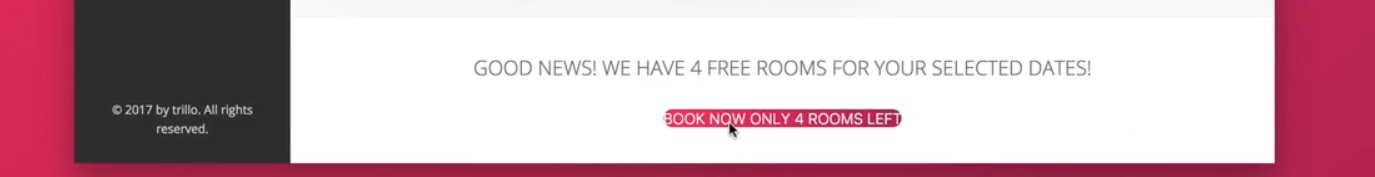 GOOD NEWS! WE HAVE 4 FREE ROOMS FOR YOUR SELECTED DATES!
© 2017 by trillo. All rights
reserved.
BOOK NOW ONLY 4 ROOMS LEFT